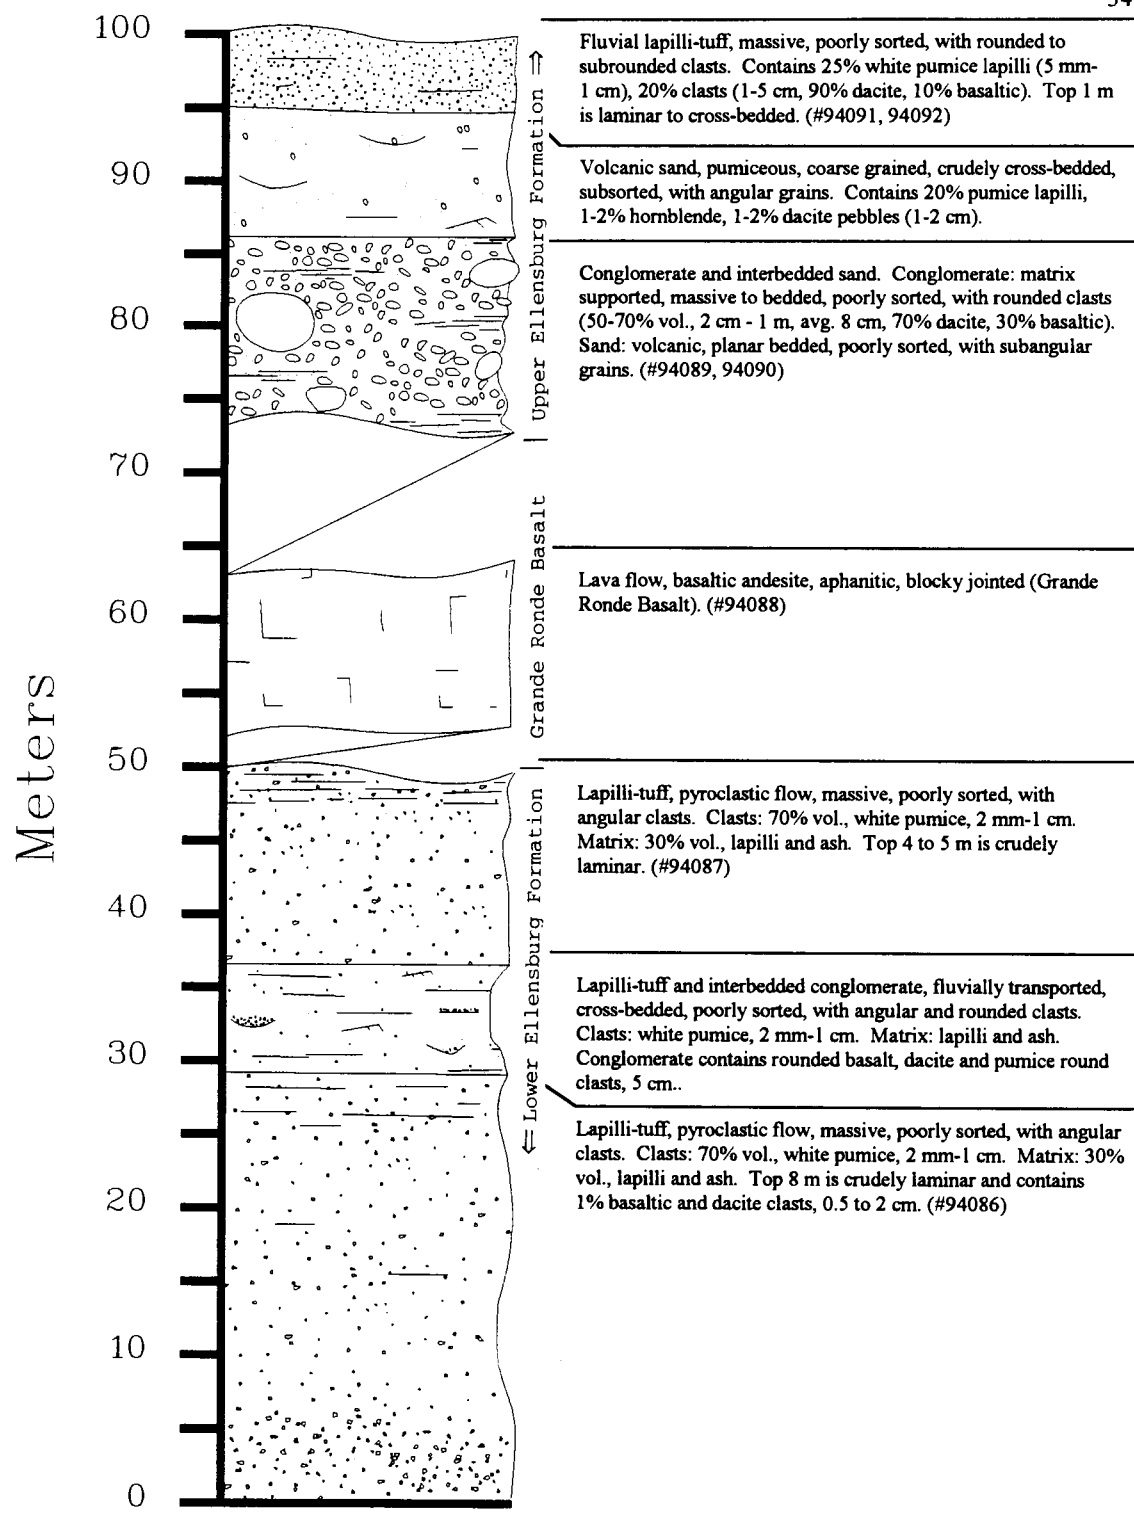 34
100
90
80
70
60
50
40
30
20
10
0
Meters
⇐ Lower Ellensburg Formation |
Grande Ronde Basalt
| Upper Ellensburg Formation ⇒
Fluvial lapilli-tuff, massive, poorly sorted, with rounded to
subrounded clasts. Contains 25% white pumice lapilli (5 mm-
1 cm), 20% clasts (1-5 cm, 90% dacite, 10% basaltic). Top 1 m
is laminar to cross-bedded. (#94091, 94092)
Volcanic sand, pumiceous, coarse grained, crudely cross-bedded,
subsorted, with angular grains. Contains 20% pumice lapilli,
1-2% hornblende, 1-2% dacite pebbles (1-2 cm).
Conglomerate and interbedded sand. Conglomerate: matrix
supported, massive to bedded, poorly sorted, with rounded clasts
(50-70% vol., 2 cm - 1 m, avg. 8 cm, 70% dacite, 30% basaltic).
Sand: volcanic, planar bedded, poorly sorted, with subangular
grains. (#94089, 94090)
Lava flow, basaltic andesite, aphanitic, blocky jointed (Grande
Ronde Basalt). (#94088)
Lapilli-tuff, pyroclastic flow, massive, poorly sorted, with
angular clasts. Clasts: 70% vol., white pumice, 2 mm-1 cm.
Matrix: 30% vol., lapilli and ash. Top 4 to 5 m is crudely
laminar. (#94087)
Lapilli-tuff and interbedded conglomerate, fluvially transported,
cross-bedded, poorly sorted, with angular and rounded clasts.
Clasts: white pumice, 2 mm-1 cm. Matrix: lapilli and ash.
Conglomerate contains rounded basalt, dacite and pumice round
clasts, 5 cm..
Lapilli-tuff, pyroclastic flow, massive, poorly sorted, with angular
clasts. Clasts: 70% vol., white pumice, 2 mm-1 cm. Matrix: 30%
vol., lapilli and ash. Top 8 m is crudely laminar and contains
1% basaltic and dacite clasts, 0.5 to 2 cm. (#94086)